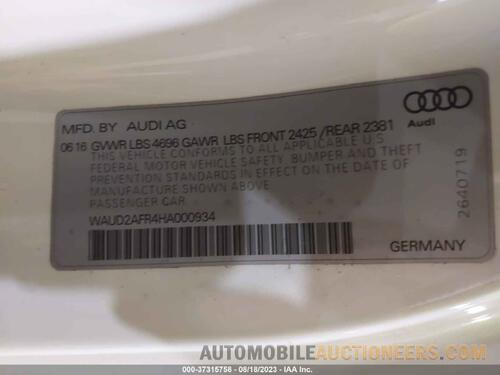 MFD. BY AUDI AG
06 16 GVWR LBS 4696 GAWR LBS FRONT 2425 /REAR 2381
THIS VEHICLE CONFORMS TO ALL APPLICABLE U.S.
FEDERAL MOTOR VEHICLE SAFETY, BUMPER AND THEFT
PREVENTION STANDARDS IN EFFECT ON THE DATE OF
MANUFACTURE SHOWN ABOVE.
PASSENGER CAR.
WAUD2AFR4HA000934
Audi
2640719
GERMANY
AUTOMOBILEAUCTIONS.COM
000-37315758 - 08/18/2023 - IAA, Inc.